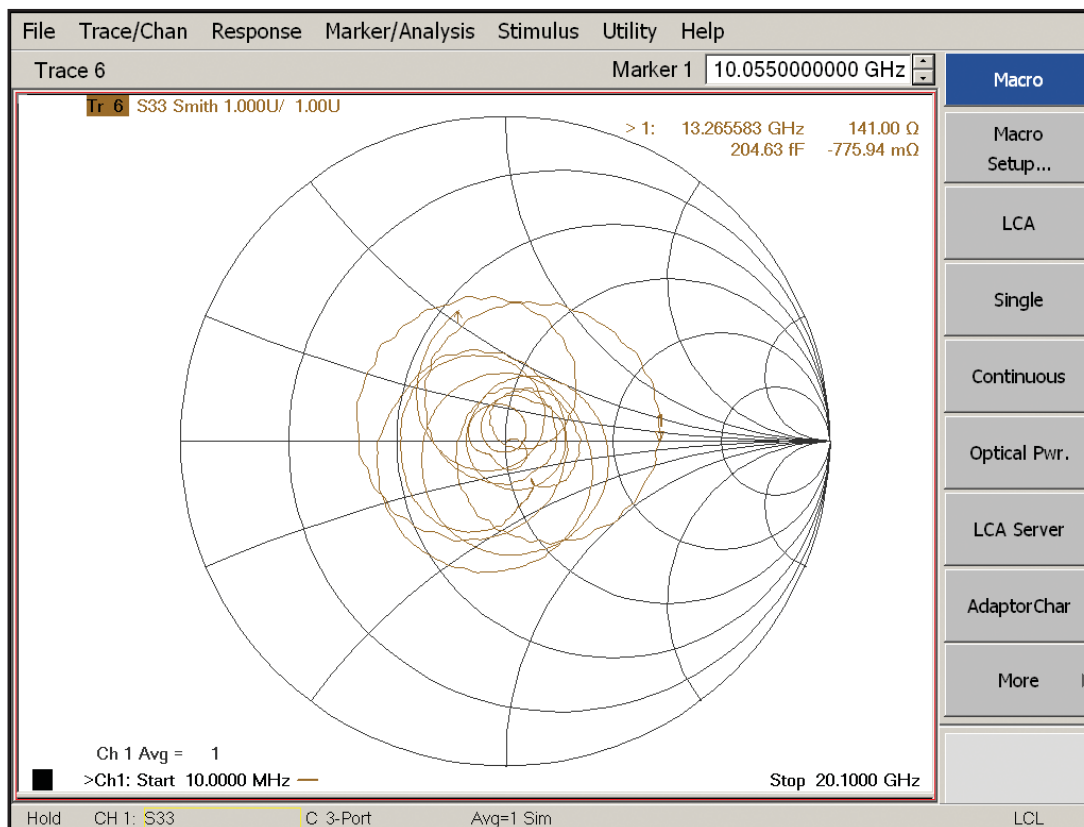 File Trace/Chan Response Marker/Analysis Stimulus Utility Help
Trace 6 Marker 1 10.0550000000 GHz
Tr 6 S33 Smith 1.000U/ 1.00U
> 1: 13.265583 GHz 141.00 Ω
204.63 fF -775.94 mΩ
Macro
Macro
Setup...
LCA
Single
Continuous
Optical Pwr.
LCA Server
AdaptorChar
More
Ch 1 Avg = 1
>Ch1: Start 10.0000 MHz Stop 20.1000 GHz
Hold CH 1: S33 C 3-Port Avg=1 Sim LCL